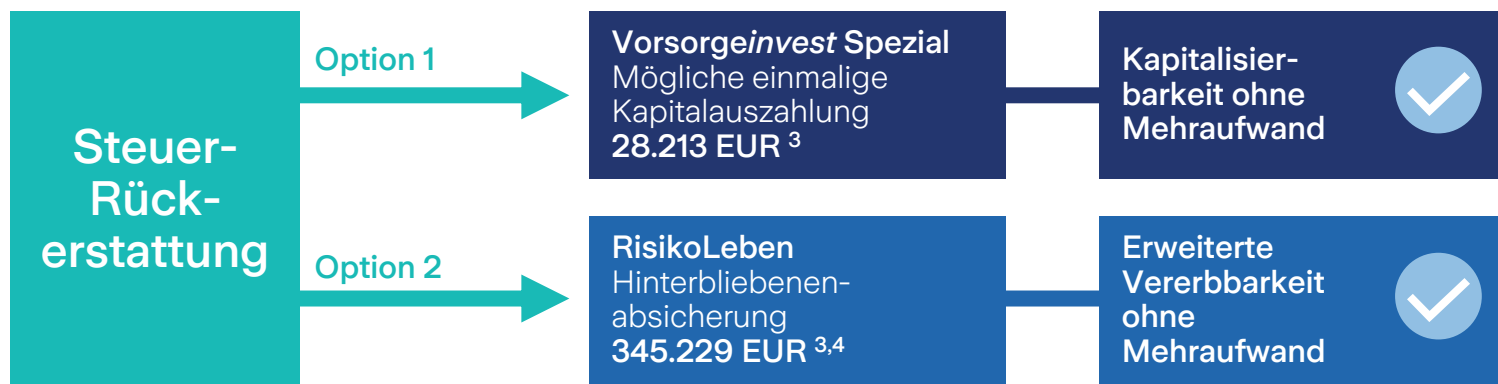 Steuer-
Rück-
erstattung
Option 1
Vorsorgeinvest Spezial
Mögliche einmalige
Kapitalauszahlung
28.213 EUR ³
Kapitalisier-
barkeit ohne
Mehraufwand
Option 2
RisikoLeben
Hinterbliebenen-
absicherung
345.229 EUR ³,⁴
Erweiterte
Vererbbarkeit
ohne
Mehraufwand